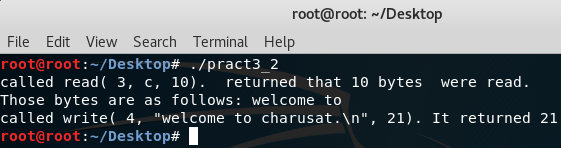 root@root: ~/Desktop
File Edit View Search Terminal Help
root@root:~/Desktop# ./pract3_2
called read( 3, c, 10).  returned that 10 bytes  were read.
Those bytes are as follows: welcome to
called write( 4, "welcome to charusat.\n", 21). It returned 21
root@root:~/Desktop#